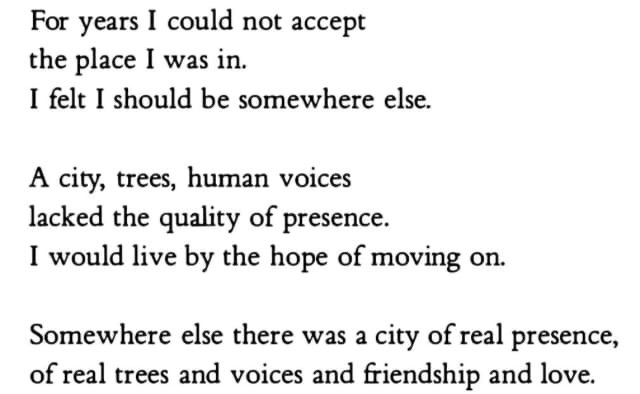 For years I could not accept
the place I was in.
I felt I should be somewhere else.
A city, trees, human voices
lacked the quality of presence.
I would live by the hope of moving on.
Somewhere else there was a city of real presence,
of real trees and voices and friendship and love.